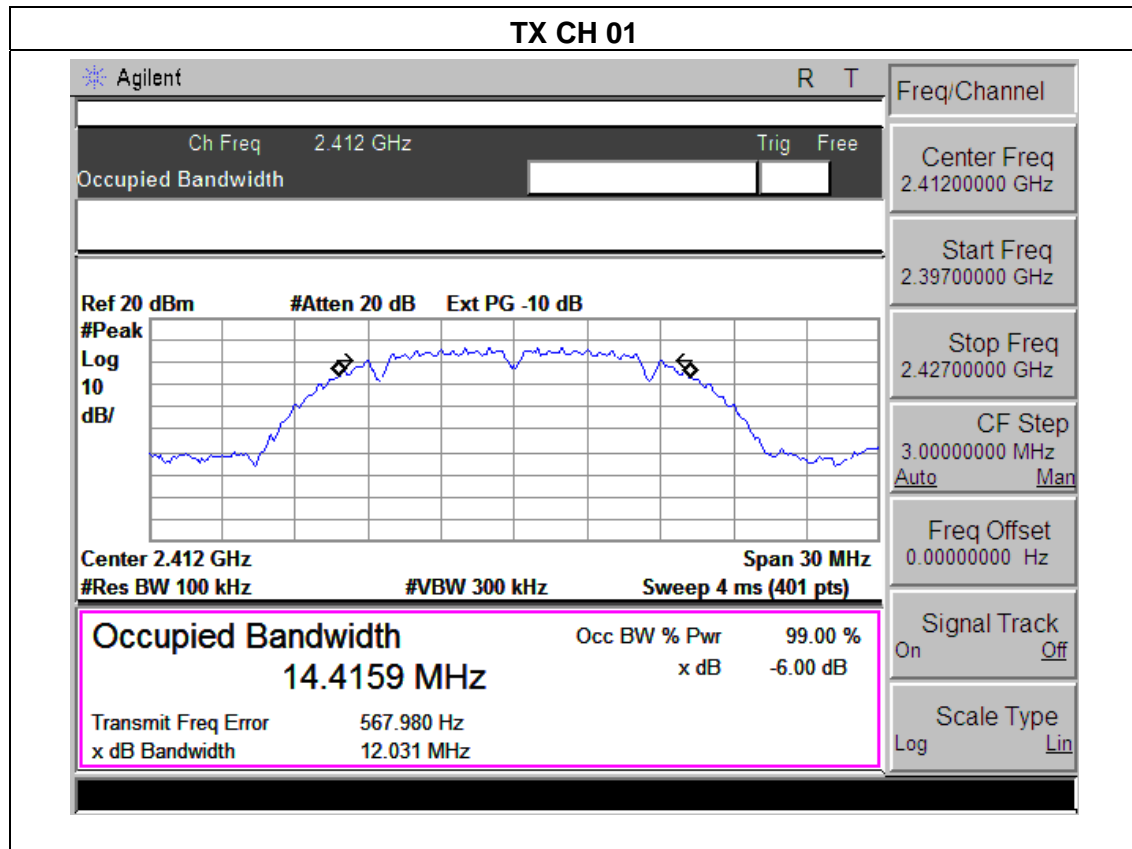 TX CH 01
Agilent R T
Ch Freq 2.412 GHz Trig Free
Occupied Bandwidth
Ref 20 dBm #Atten 20 dB Ext PG -10 dB
#Peak
Log
10
dB/
Center 2.412 GHz Span 30 MHz
#Res BW 100 kHz #VBW 300 kHz Sweep 4 ms (401 pts)
Occupied Bandwidth Occ BW % Pwr 99.00 %
14.4159 MHz x dB -6.00 dB
Transmit Freq Error 567.980 Hz
x dB Bandwidth 12.031 MHz
Freq/Channel
Center Freq
2.41200000 GHz
Start Freq
2.39700000 GHz
Stop Freq
2.42700000 GHz
CF Step
3.00000000 MHz
Auto Man
Freq Offset
0.00000000 Hz
Signal Track
On Off
Scale Type
Log Lin